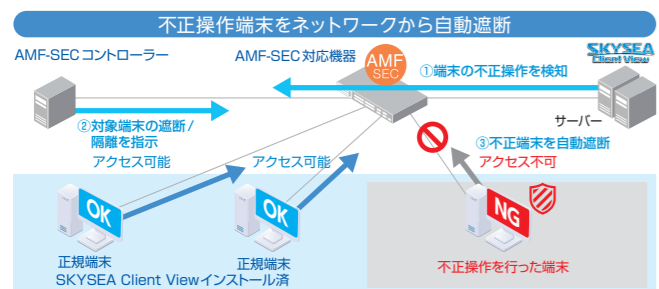 不正操作端末をネットワークから自動遮断
AMF-SECコントローラー
AMF-SEC対応機器
AMF
SEC
SKYSEA
Client View
①端末の不正操作を検知
サーバー
②対象端末の遮断/
隔離を指示
③不正端末を自動遮断
アクセス可能
アクセス可能
アクセス不可
OK
OK
NG
正規端末
正規端末
SKYSEA Client Viewインストール済
不正操作を行った端末